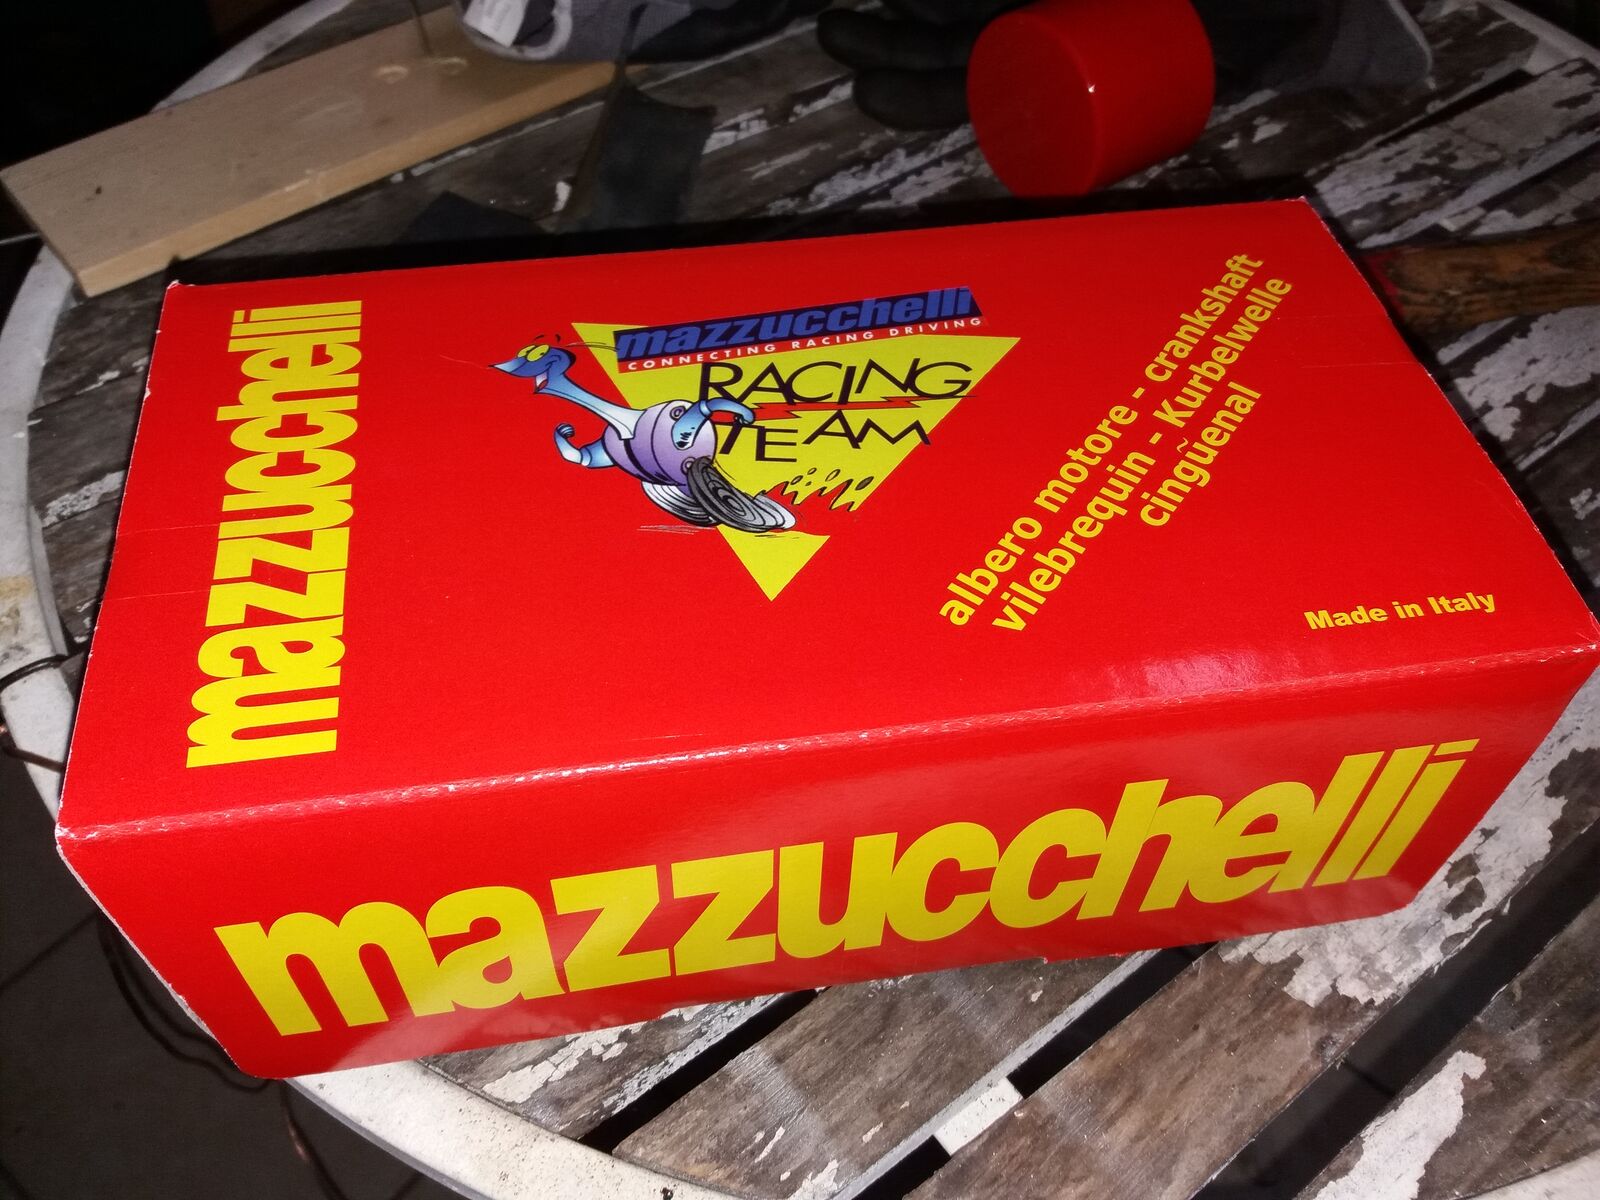 mazzucchelli
mazzucchelli
CONNECTING RACING DRIVING
RACING
TEAM
albero motore - crankshaft
vilebrequin - Kurbelwelle
cingũenal
Made in Italy
mazzucchelli